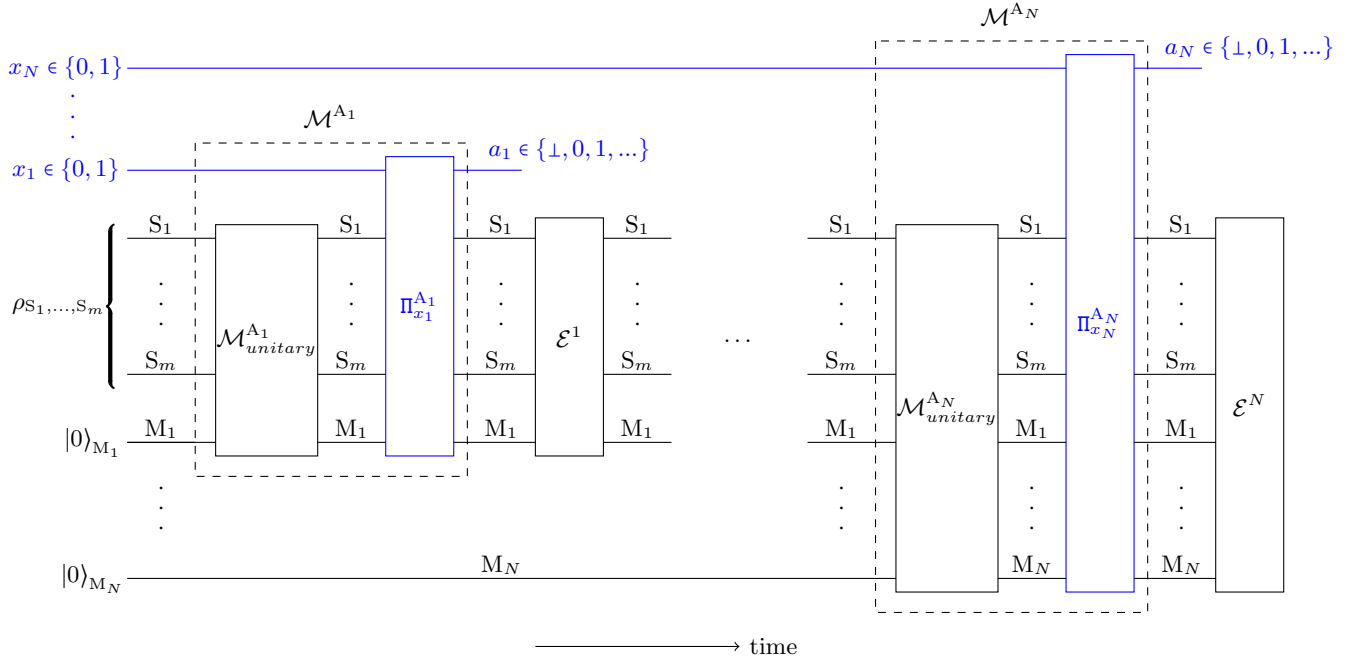 𝓜^{A_N}
x_N ∈ {0, 1}
a_N ∈ {⊥, 0, 1, ...}
𝓜^{A_1}
x_1 ∈ {0, 1}
a_1 ∈ {⊥, 0, 1, ...}
S_1 S_1 S_1 S_1 S_1 S_1 S_1
ρ_{S_1,...,S_m}
𝓜^{A_1}_{unitary}
Π^{A_1}_{x_1}
ℰ^1
...
Π^{A_N}_{x_N}
S_m S_m S_m S_m S_m S_m S_m
𝓜^{A_N}_{unitary}
ℰ^N
|0⟩_{M_1} M_1 M_1 M_1 M_1 M_1 M_1 M_1
|0⟩_{M_N} M_N M_N M_N
time